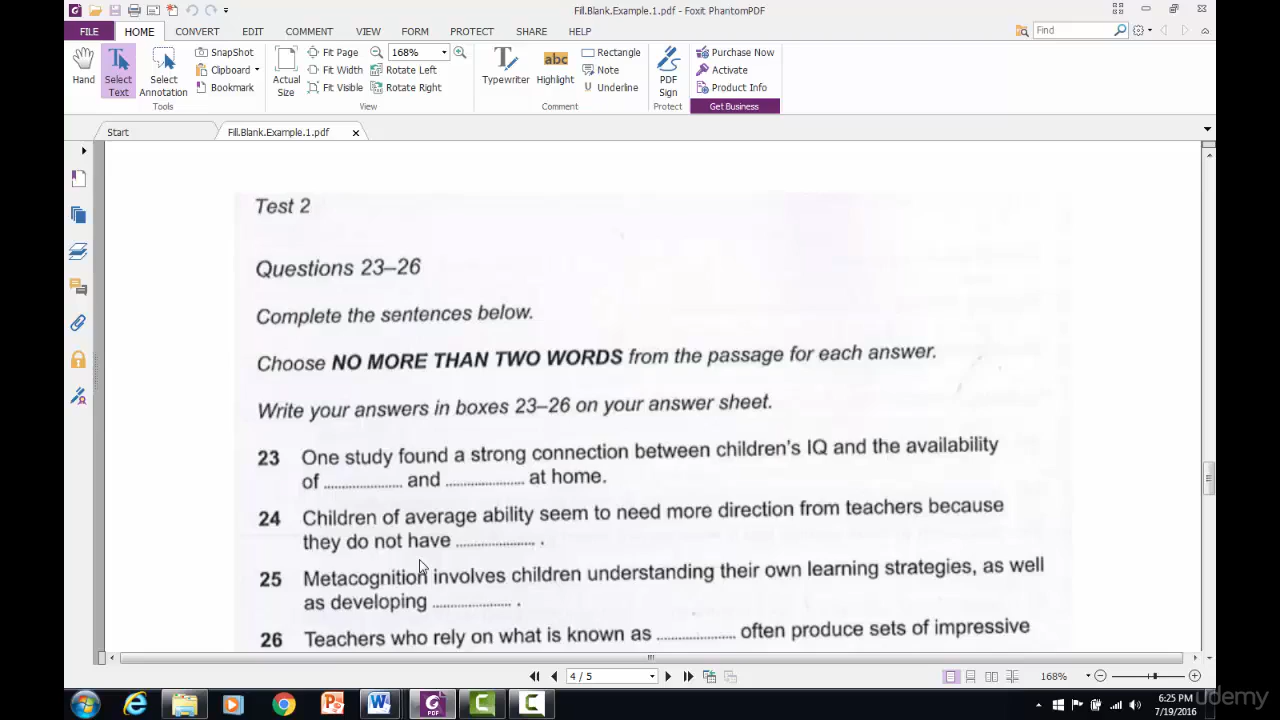 Fill.Blank.Example.1.pdf - Foxit PhantomPDF
FILE HOME CONVERT EDIT COMMENT VIEW FORM PROTECT SHARE HELP
Find
Hand
Select Text
Select Annotation
SnapShot
Clipboard
Bookmark
Tools
Actual Size
Fit Page
Fit Width
Fit Visible
168%
Rotate Left
Rotate Right
View
Typewriter
Highlight
Rectangle
Note
Underline
Comment
PDF Sign
Protect
Purchase Now
Activate
Product Info
Get Business
Start
Fill.Blank.Example.1.pdf
Test 2
Questions 23–26
Complete the sentences below.
Choose NO MORE THAN TWO WORDS from the passage for each answer.
Write your answers in boxes 23–26 on your answer sheet.
23 One study found a strong connection between children's IQ and the availability
of .................... and .................... at home.
24 Children of average ability seem to need more direction from teachers because
they do not have .................... .
25 Metacognition involves children understanding their own learning strategies, as well
as developing .................... .
26 Teachers who rely on what is known as .................... often produce sets of impressive
4 / 5
168%
6:25 PM
7/19/2016
udemy